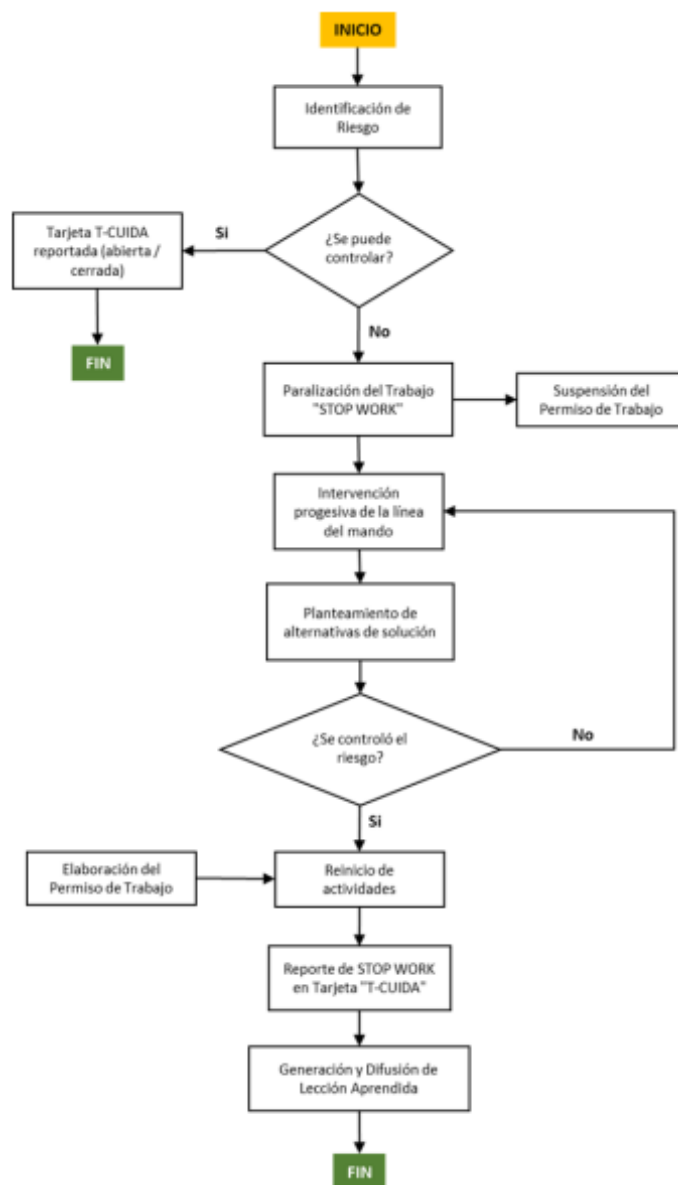 INICIO
Identificación de
Riesgo
¿Se puede
controlar?
Si
Tarjeta T-CUIDA
reportada (abierta /
cerrada)
FIN
No
Paralización del Trabajo
"STOP WORK"
Suspensión del
Permiso de Trabajo
Intervención
progesiva de la línea
del mando
Planteamiento de
alternativas de solución
¿Se controló el
riesgo?
No
Si
Elaboración del
Permiso de Trabajo
Reinicio de
actividades
Reporte de STOP WORK
en Tarjeta "T-CUIDA"
Generación y Difusión de
Lección Aprendida
FIN